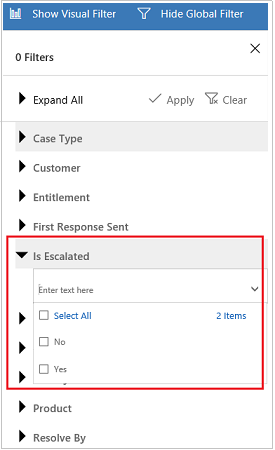 Show Visual Filter Hide Global Filter
0 Filters
Expand All Apply Clear
Case Type
Customer
Entitlement
First Response Sent
Is Escalated
Enter text here
Select All 2 Items
No
Yes
Product
Resolve By